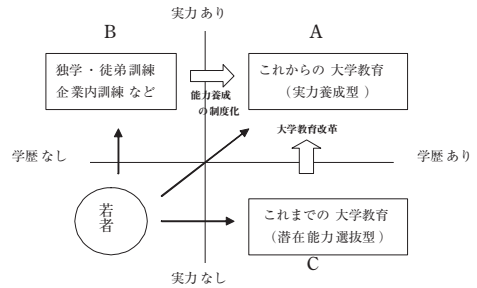 実力あり
B
A
独学・徒弟訓練
企業内訓練など
能力養成
の制度化
これからの大学教育
（実力養成型）
大学教育改革
学歴なし
学歴あり
若者
これまでの大学教育
（潜在能力選抜型）
C
実力なし